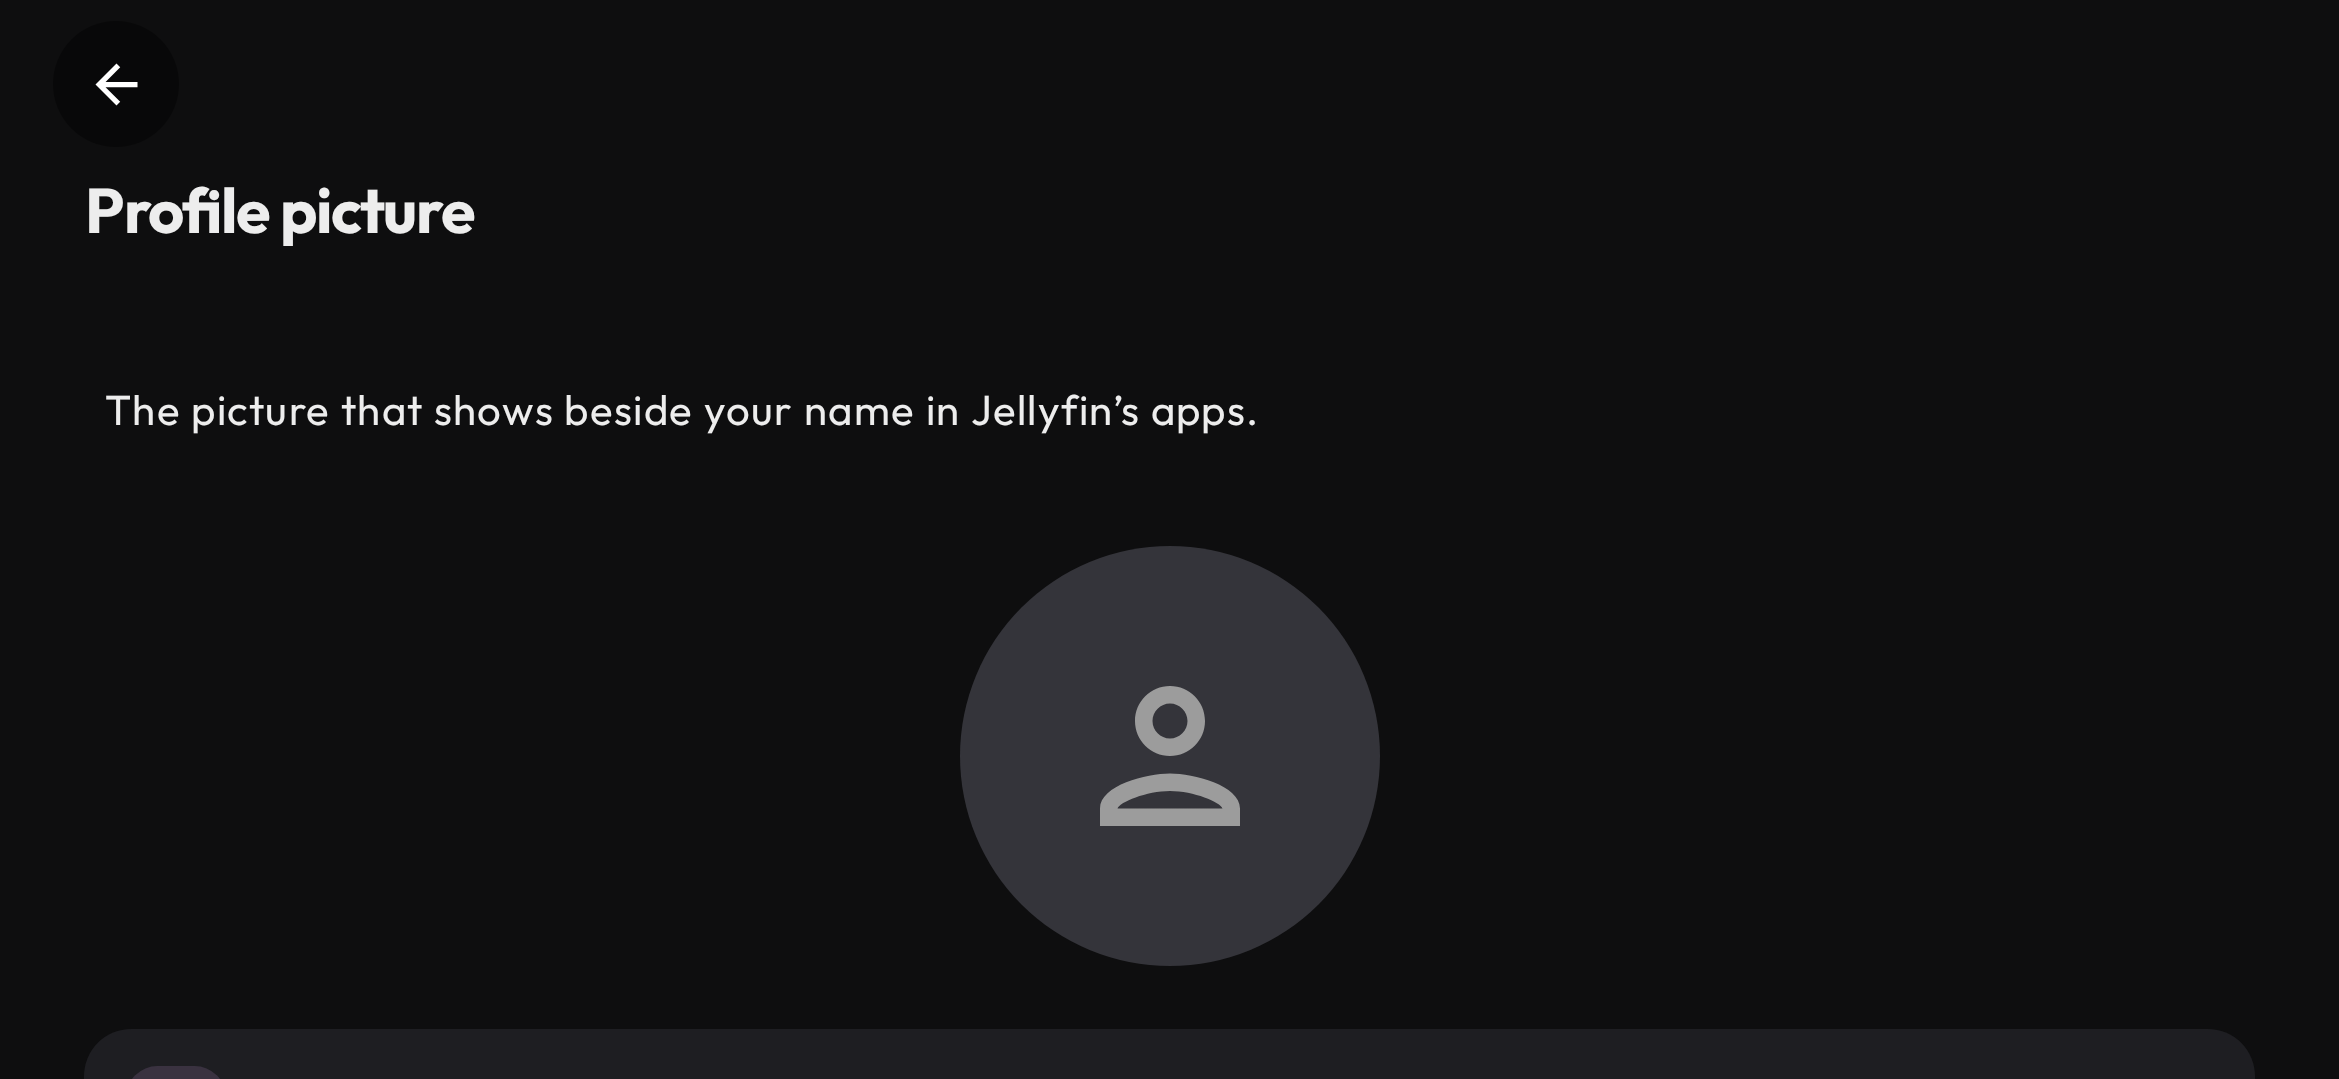 Profile picture
The picture that shows beside your name in Jellyfin’s apps.